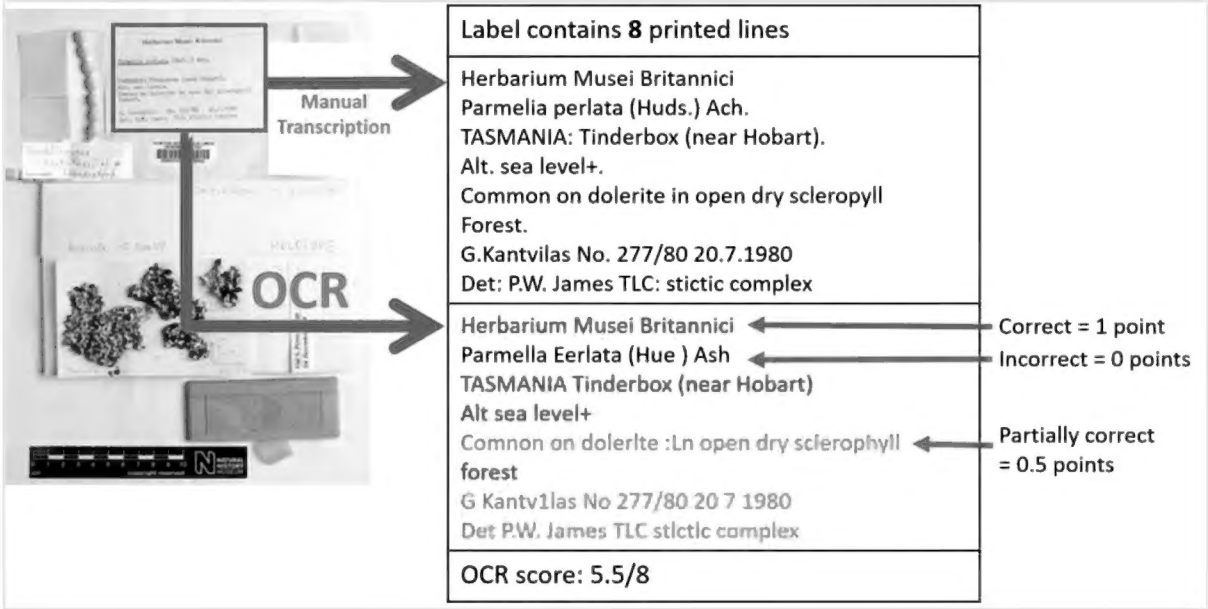 Label contains 8 printed lines
Herbarium Musei Britannici
Manual
Transcription
Herbarium Musei Britannici
Parmelia perlata (Huds.) Ach.
TASMANIA: Tinderbox (near Hobart).
Alt. sea level+.
Common on dolerite in open dry scleropyll
Forest.
G.Kantvilas No. 277/80 20.7.1980
Det: P.W. James TLC: stictic complex
OCR
Herbarium Musei Britannici
Parmella Eerlata (Hue ) Ash
TASMANIA Tinderbox (near Hobart)
Alt sea level+
Comnon on dolerlte :Ln open dry sclerophyll
forest
G Kantv1las No 277/80 20 7 1980
Det P.W. James TLC stlctlc complex
Correct = 1 point
Incorrect = 0 points
Partially correct
= 0.5 points
NATURAL
HISTORY
MUSEUM
copyright reserved
OCR score: 5.5/8